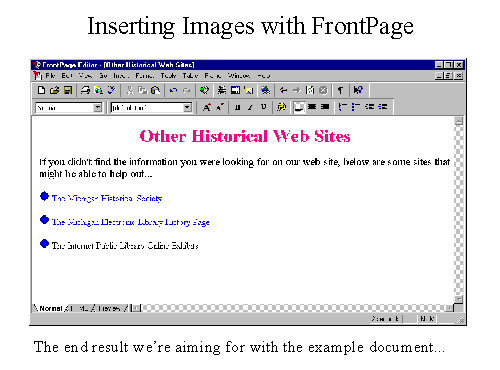 Inserting Images with FrontPage
FrontPage Editor - [Other Historical Web Sites]
File Edit View Go Insert Format Tools Table Frame Window Help
Normal
Other Historical Web Sites
If you didn't find the information you were looking for on our web site, below are some sites that
might be able to help out...
The Michigan Historical Society
The Michigan Electronic Library History Page
The Internet Public Library Online Exhibits
Normal Preview
The end result we're aiming for with the example document...